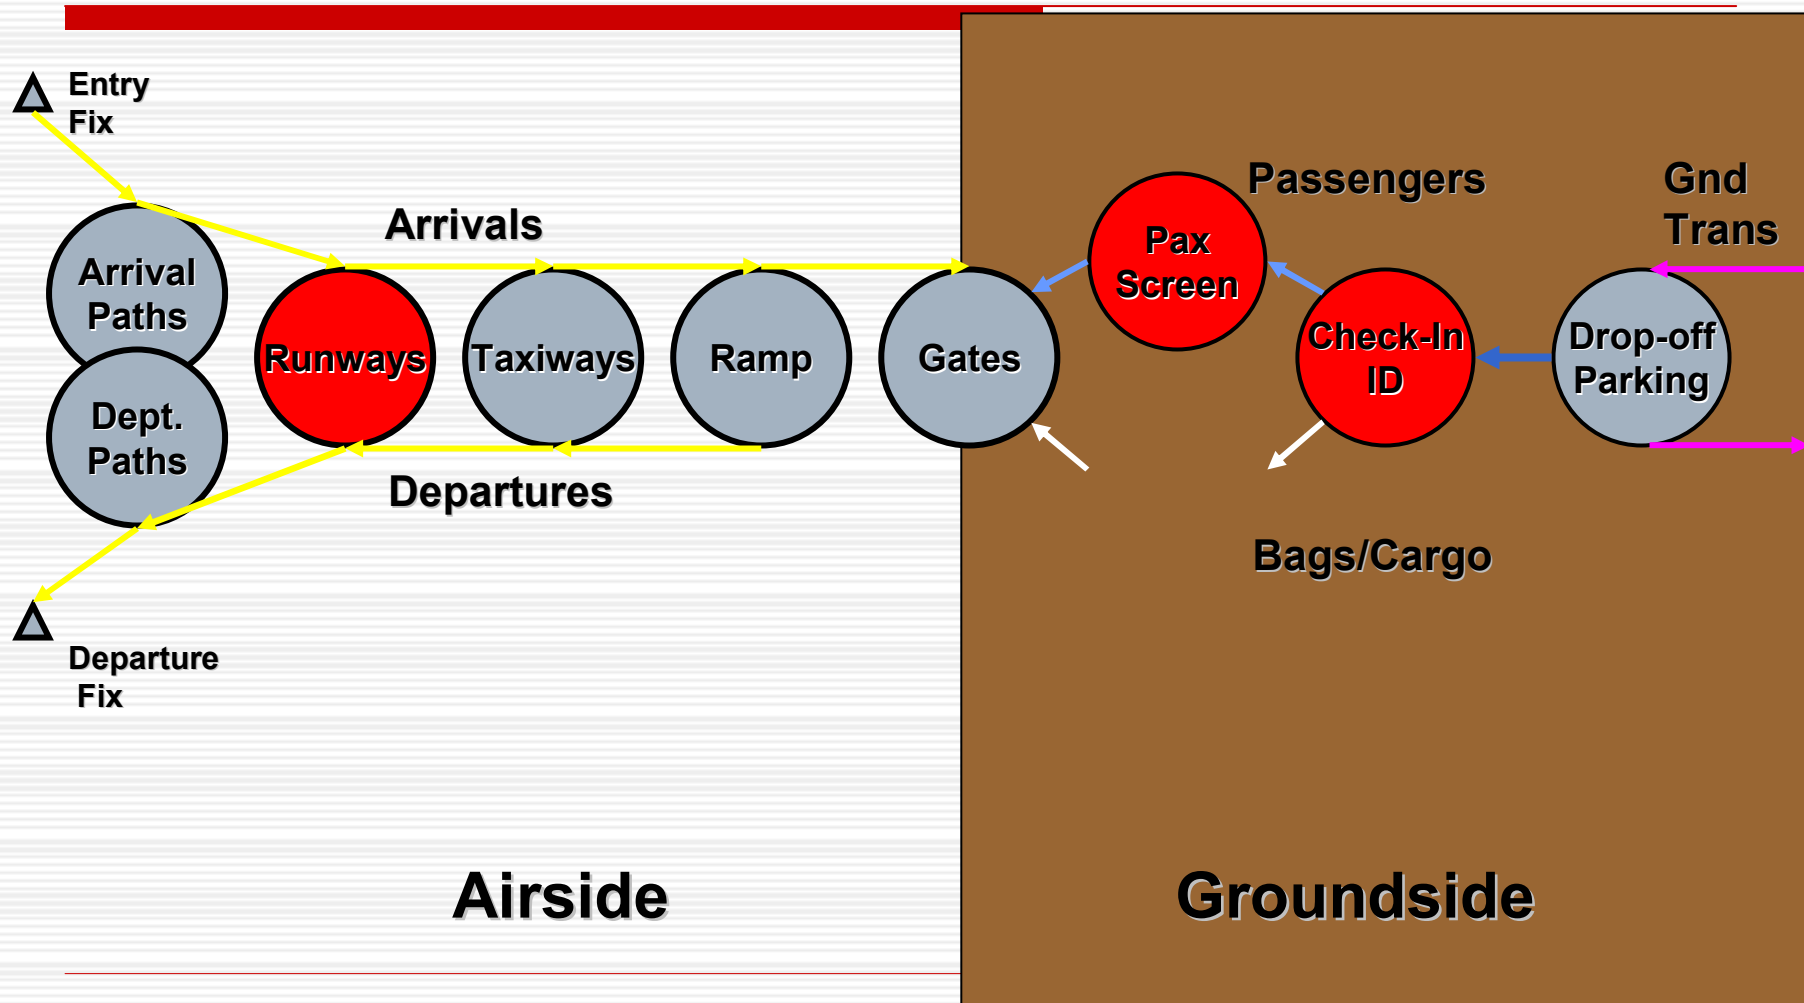 Entry
Fix
Arrivals
Passengers
Gnd
Trans
Arrival
Paths
Runways
Taxiways
Ramp
Gates
Pax
Screen
Check-In
ID
Drop-off
Parking
Dept.
Paths
Departures
Bags/Cargo
Departure
Fix
Airside
Groundside